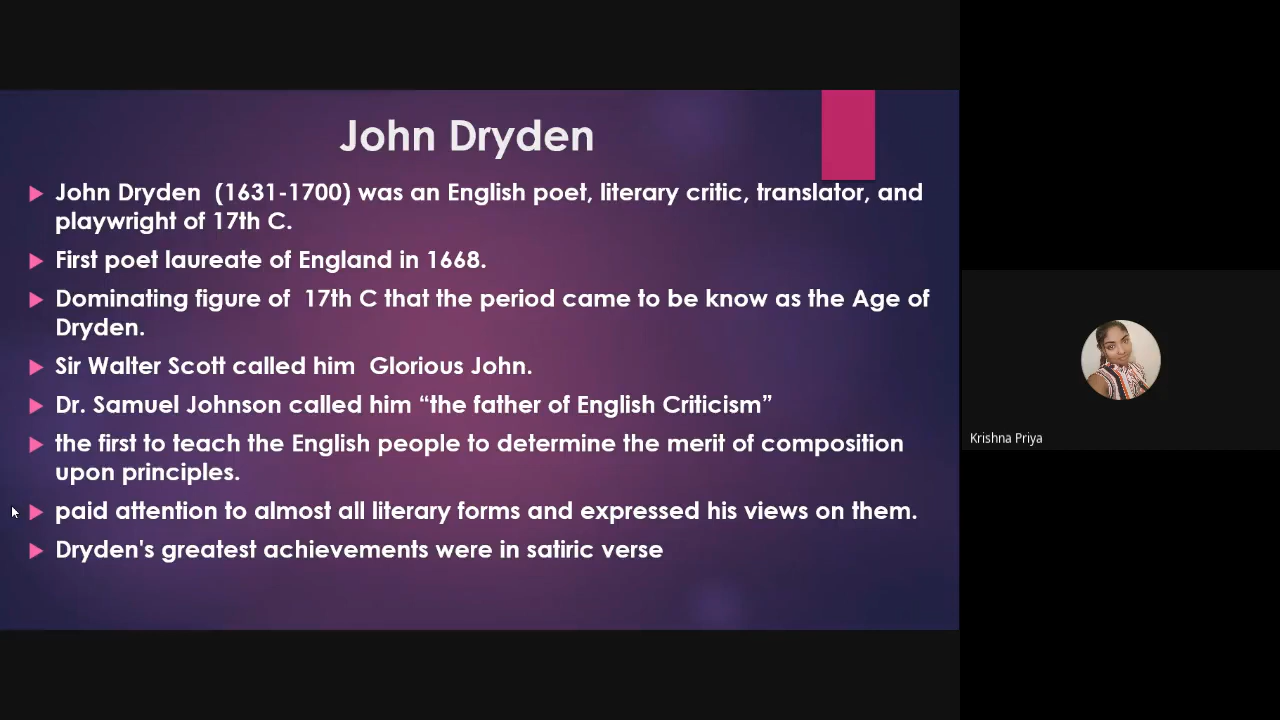 John Dryden
John Dryden  (1631-1700) was an English poet, literary critic, translator, and
playwright of 17th C.
First poet laureate of England in 1668.
Dominating figure of  17th C that the period came to be know as the Age of
Dryden.
Sir Walter Scott called him  Glorious John.
Dr. Samuel Johnson called him “the father of English Criticism”
the first to teach the English people to determine the merit of composition
upon principles.
paid attention to almost all literary forms and expressed his views on them.
Dryden's greatest achievements were in satiric verse
Krishna Priya